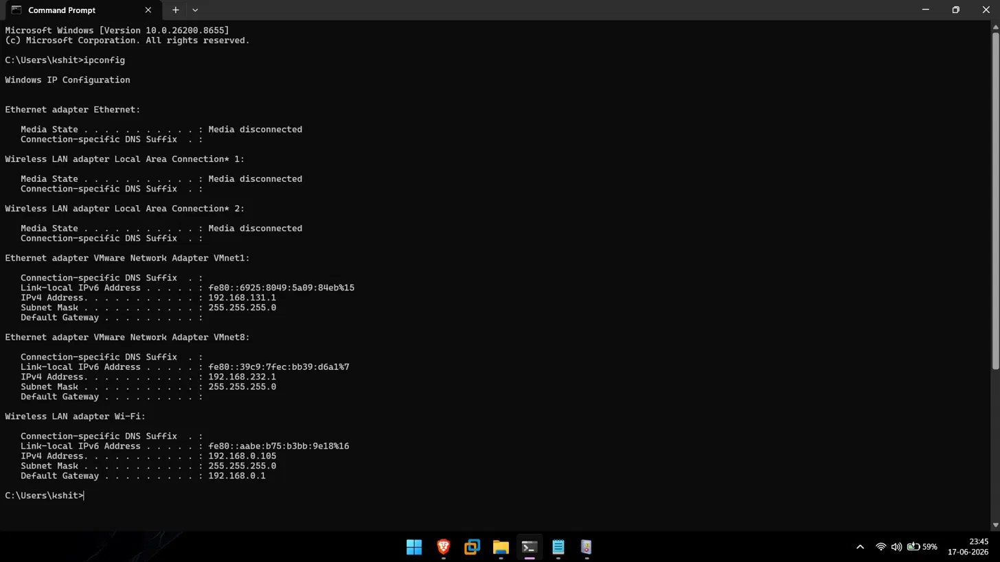 Command Prompt
Microsoft Windows [Version 10.0.26200.8655]
(c) Microsoft Corporation. All rights reserved.
C:\Users\kshit>ipconfig
Windows IP Configuration
Ethernet adapter Ethernet:
Media State . . . . . . . . . . . : Media disconnected
Connection-specific DNS Suffix  . :
Wireless LAN adapter Local Area Connection* 1:
Media State . . . . . . . . . . . : Media disconnected
Connection-specific DNS Suffix  . :
Wireless LAN adapter Local Area Connection* 2:
Media State . . . . . . . . . . . : Media disconnected
Connection-specific DNS Suffix  . :
Ethernet adapter VMware Network Adapter VMnet1:
Connection-specific DNS Suffix  . :
Link-local IPv6 Address . . . . . : fe80::6925:8049:5a09:84eb%15
IPv4 Address. . . . . . . . . . . : 192.168.131.1
Subnet Mask . . . . . . . . . . . : 255.255.255.0
Default Gateway . . . . . . . . . :
Ethernet adapter VMware Network Adapter VMnet8:
Connection-specific DNS Suffix  . :
Link-local IPv6 Address . . . . . : fe80::39c9:7fec:bb39:d6a1%7
IPv4 Address. . . . . . . . . . . : 192.168.232.1
Subnet Mask . . . . . . . . . . . : 255.255.255.0
Default Gateway . . . . . . . . . :
Wireless LAN adapter Wi-Fi:
Connection-specific DNS Suffix  . :
Link-local IPv6 Address . . . . . : fe80::aabe:b75:b3bb:9e18%16
IPv4 Address. . . . . . . . . . . : 192.168.0.105
Subnet Mask . . . . . . . . . . . : 255.255.255.0
Default Gateway . . . . . . . . . : 192.168.0.1
C:\Users\kshit>
59%
23:45
17-06-2026